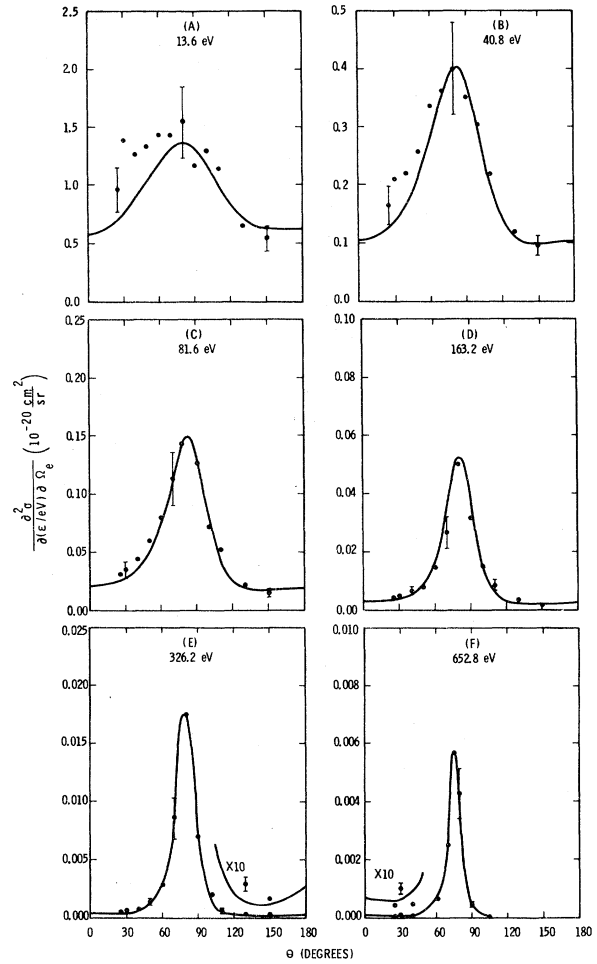 (A)
13.6 eV
2.5
2.0
1.5
1.0
0.5
0.0
(B)
40.8 eV
0.5
0.4
0.3
0.2
0.1
0.0
(C)
81.6 eV
0.25
0.20
0.15
0.10
0.05
0.00
(D)
163.2 eV
0.10
0.08
0.06
0.04
0.02
0.00
∂²σ / ∂(ε/eV) ∂ Ωe (10⁻²⁰ cm²/sr)
(E)
326.2 eV
0.025
0.020
0.015
0.010
0.005
0.000
X10
0 30 60 90 120 150 180
(F)
652.8 eV
0.010
0.008
0.006
0.004
0.002
0.000
X10
0 30 60 90 120 150 180
Θ (DEGREES)